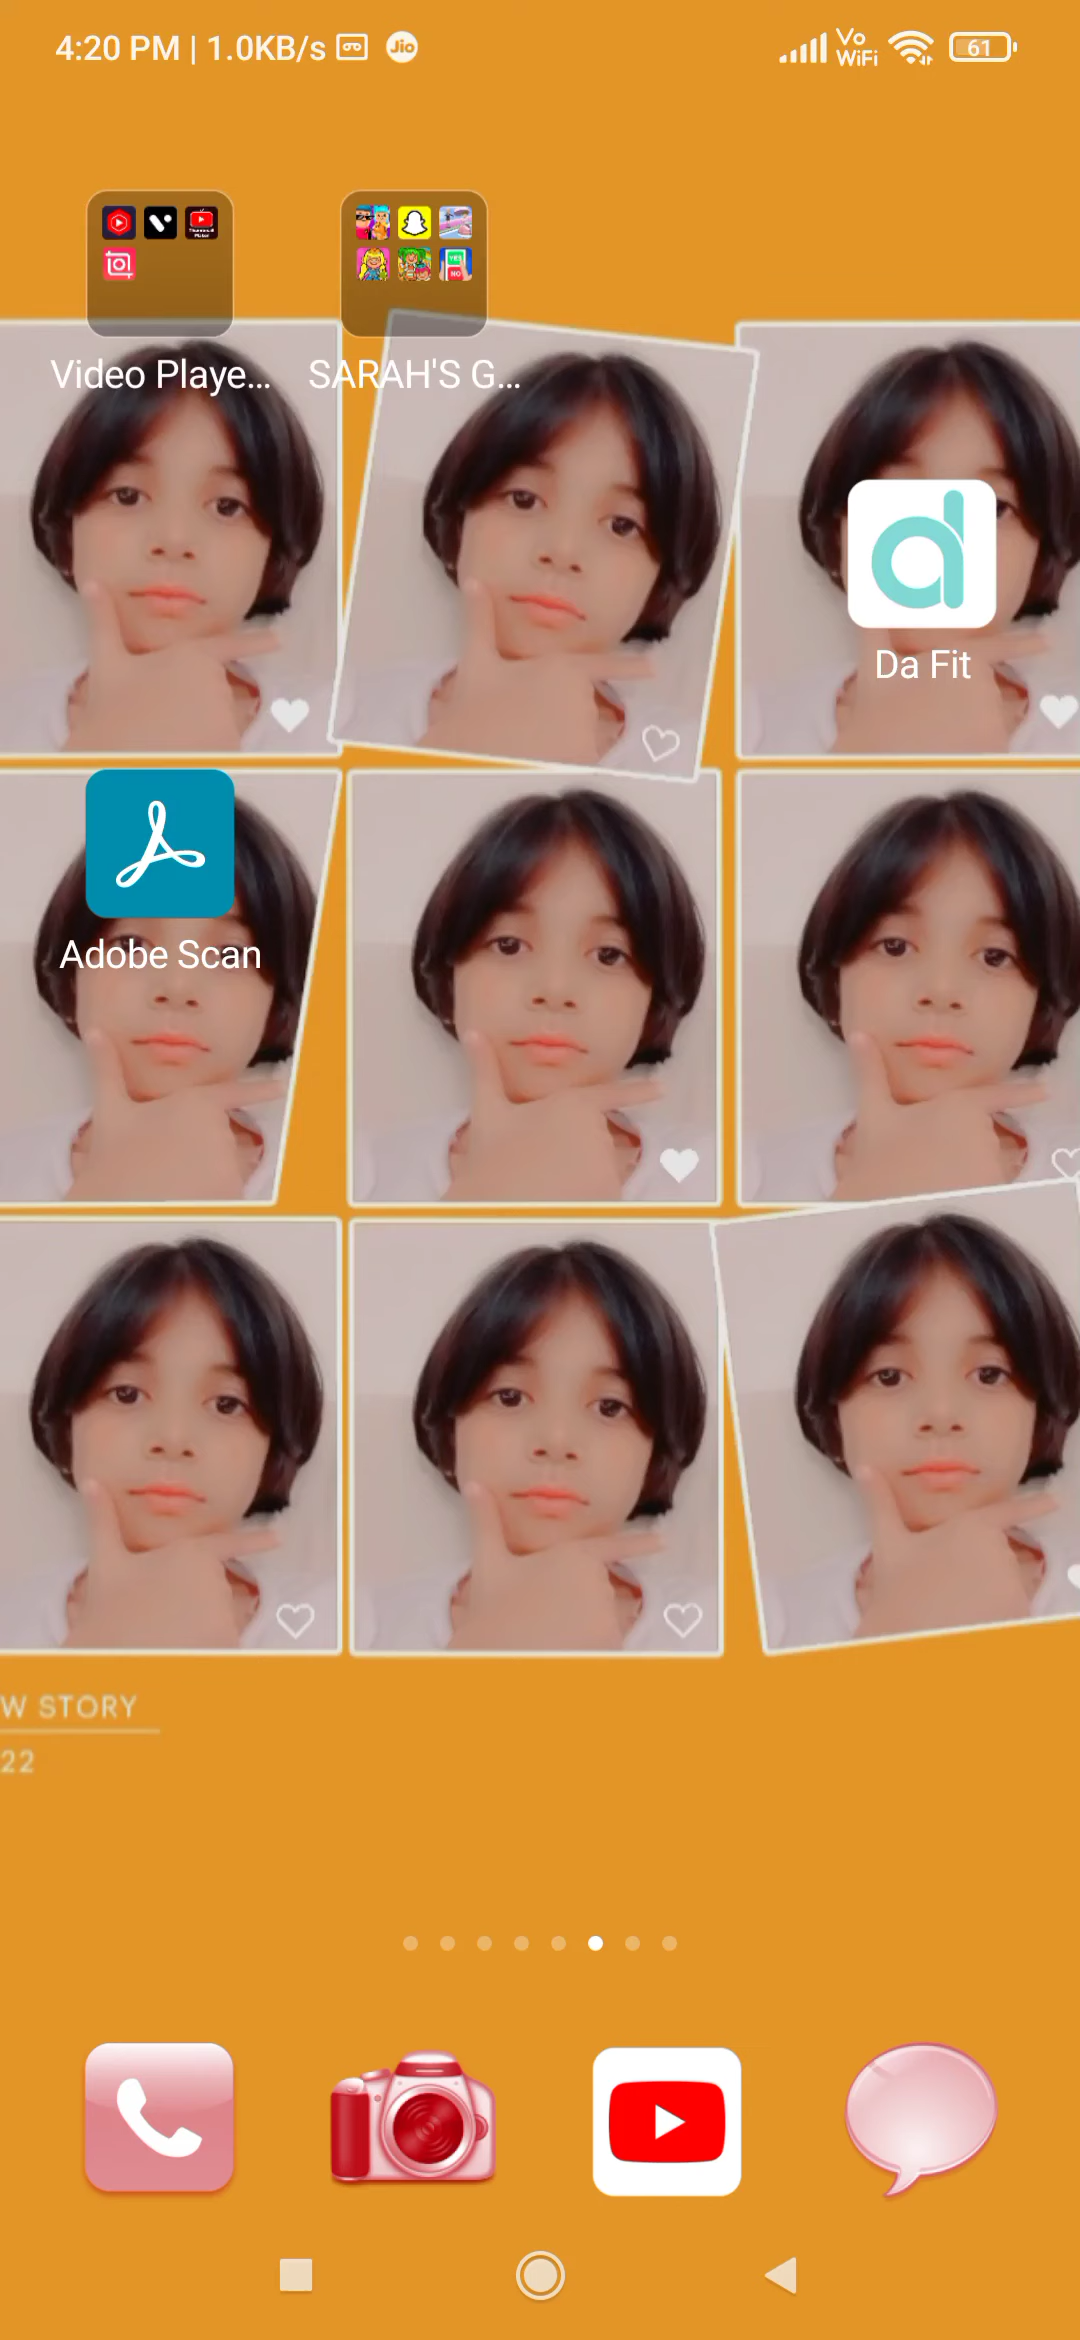 4:20 PM | 1.0KB/s Jio Vo WiFi 61
Video Playe... SARAH'S G...
Da Fit
Adobe Scan
W STORY
22